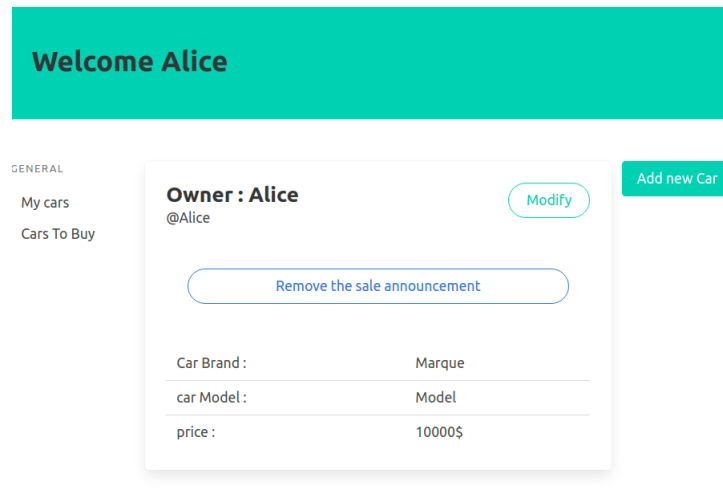 Welcome Alice
GENERAL
My cars
Cars To Buy
Owner : Alice
@Alice
Modify
Add new Car
Remove the sale announcement
Car Brand : Marque
car Model : Model
price : 10000$